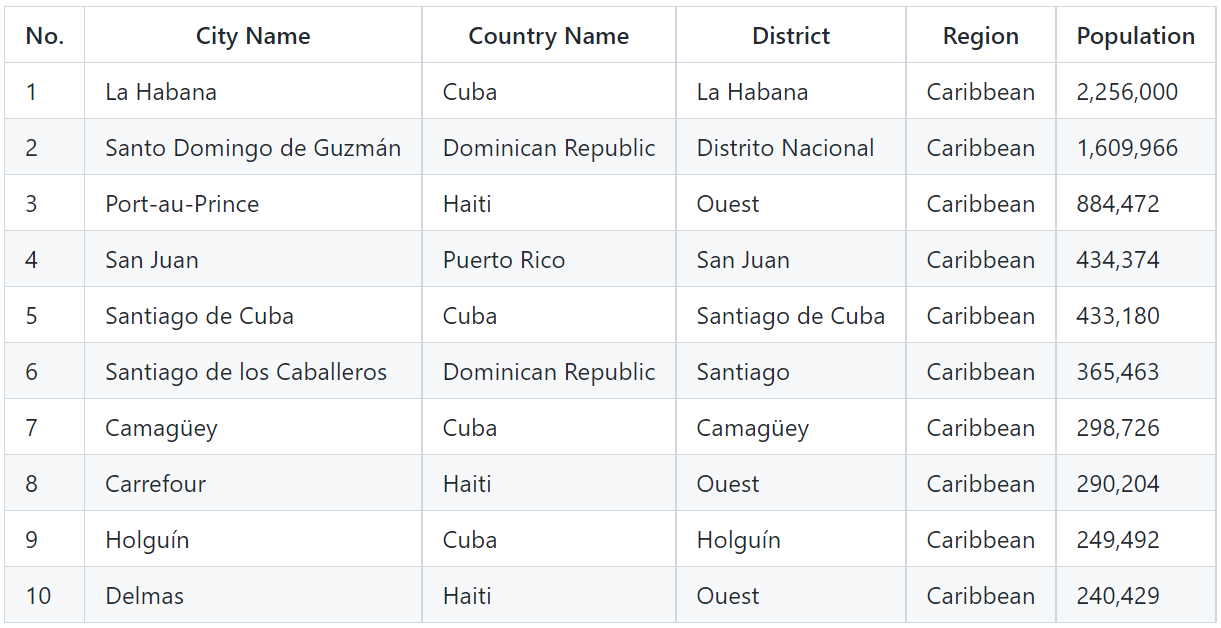 No. City Name Country Name District Region Population
1 La Habana Cuba La Habana Caribbean 2,256,000
2 Santo Domingo de Guzmán Dominican Republic Distrito Nacional Caribbean 1,609,966
3 Port-au-Prince Haiti Ouest Caribbean 884,472
4 San Juan Puerto Rico San Juan Caribbean 434,374
5 Santiago de Cuba Cuba Santiago de Cuba Caribbean 433,180
6 Santiago de los Caballeros Dominican Republic Santiago Caribbean 365,463
7 Camagüey Cuba Camagüey Caribbean 298,726
8 Carrefour Haiti Ouest Caribbean 290,204
9 Holguín Cuba Holguín Caribbean 249,492
10 Delmas Haiti Ouest Caribbean 240,429